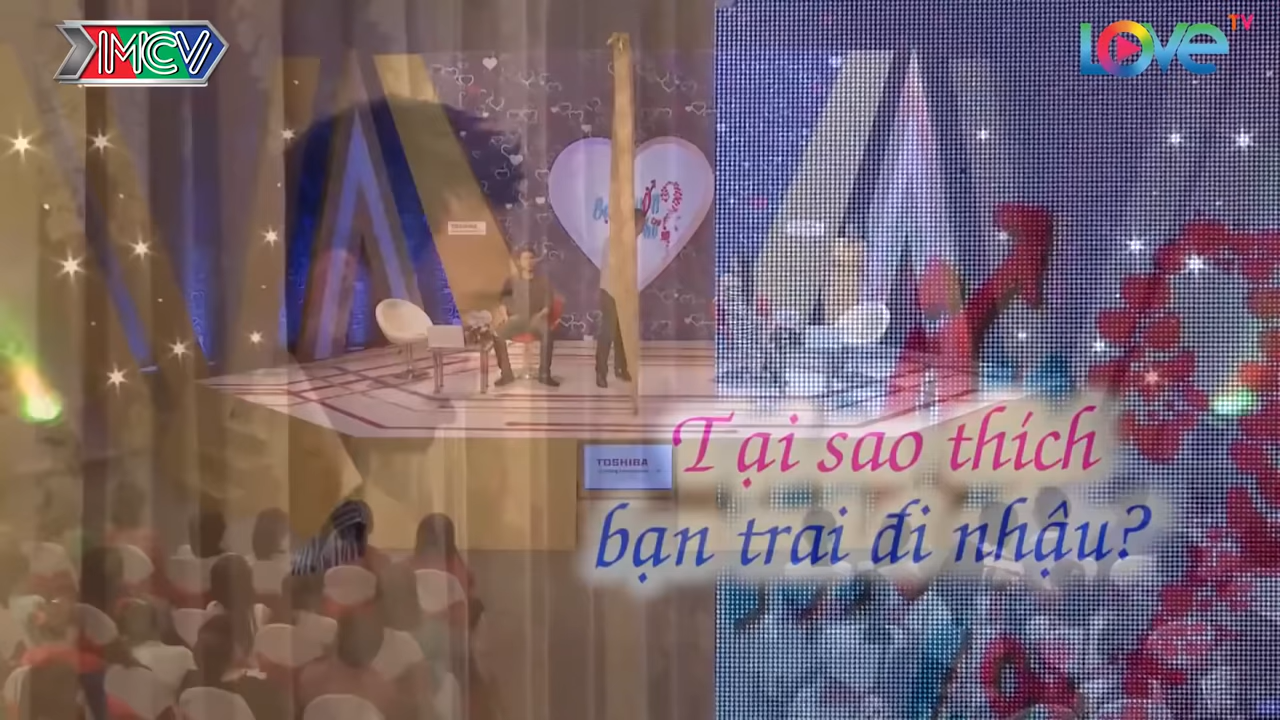 MCV
LOVE TV
TOSHIBA
TOSHIBA
Tại sao thích
bạn trai đi nhậu?